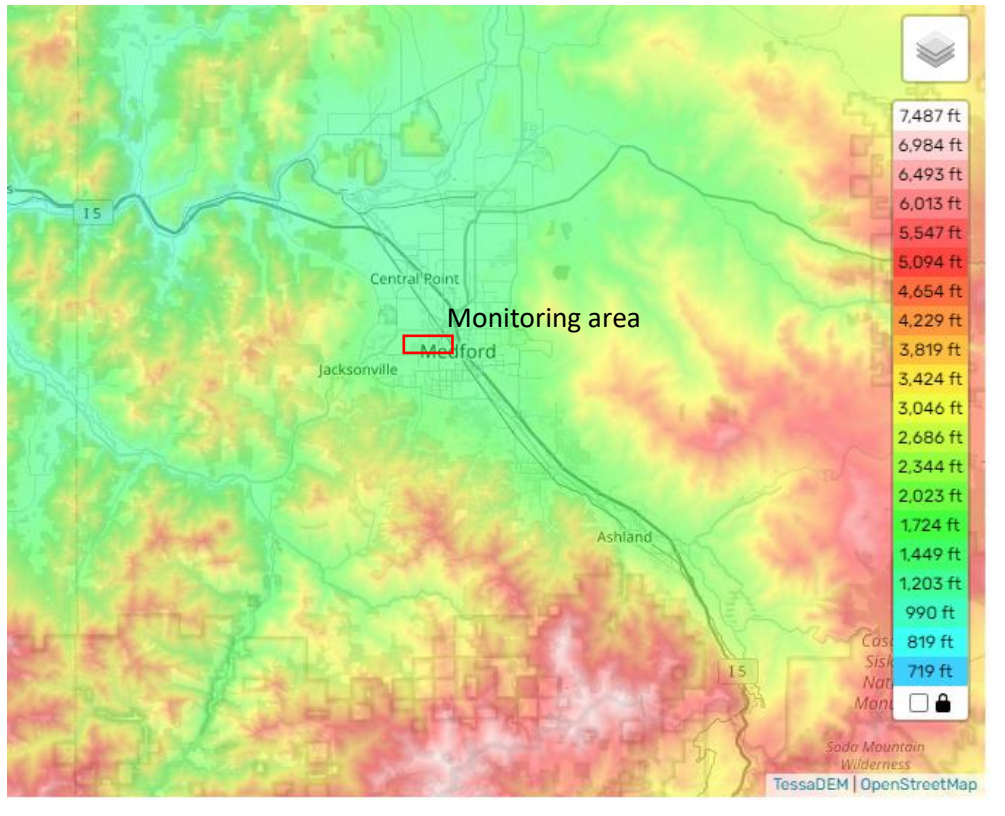 7,487 ft
6,984 ft
6,493 ft
6,013 ft
5,547 ft
5,094 ft
4,654 ft
4,229 ft
3,819 ft
3,424 ft
3,046 ft
2,686 ft
2,344 ft
2,023 ft
1,724 ft
1,449 ft
1,203 ft
990 ft
819 ft
719 ft
I 5
Central Point
Monitoring area
Medford
Jacksonville
Ashland
I 5
Soda Mountain
Wilderness
TessaDEM | OpenStreetMap